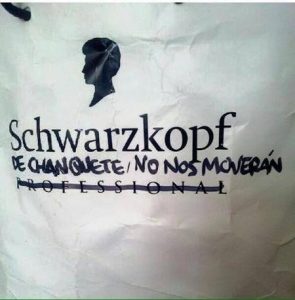 Schwarzkopf
DE CHANQUETE, NO NOS MOVERÁN
PROFESSIONAL